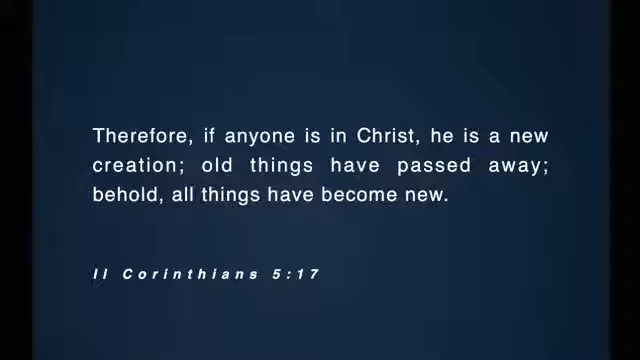 Therefore, if anyone is in Christ, he is a new
creation; old things have passed away;
behold, all things have become new.
II Corinthians 5:17